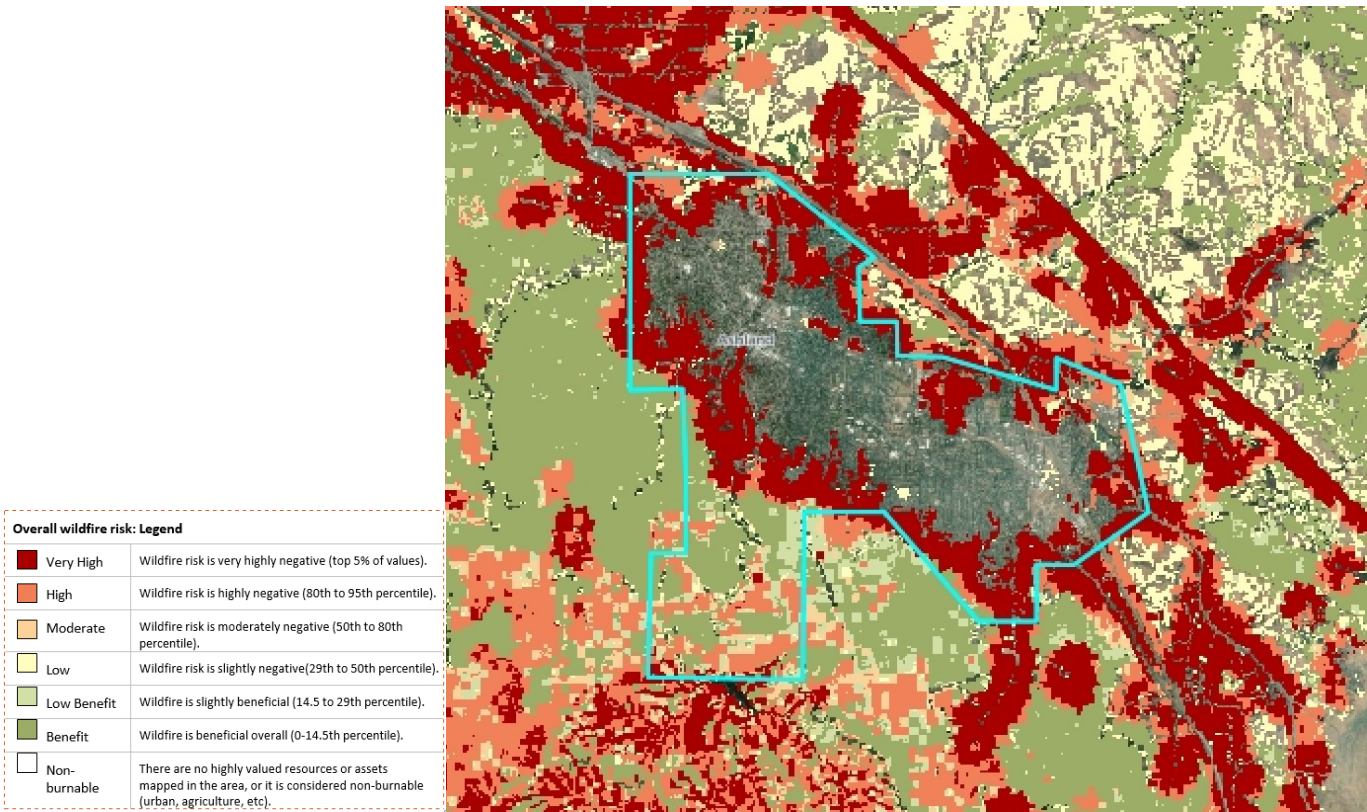 Ashland
Overall wildfire risk: Legend
Very High
Wildfire risk is very highly negative (top 5% of values).
High
Wildfire risk is highly negative (80th to 95th percentile).
Moderate
Wildfire risk is moderately negative (50th to 80th
percentile).
Low
Wildfire risk is slightly negative(29th to 50th percentile).
Low Benefit
Wildfire is slightly beneficial (14.5 to 29th percentile).
Benefit
Wildfire is beneficial overall (0-14.5th percentile).
Non-
burnable
There are no highly valued resources or assets
mapped in the area, or it is considered non-burnable
(urban, agriculture, etc).